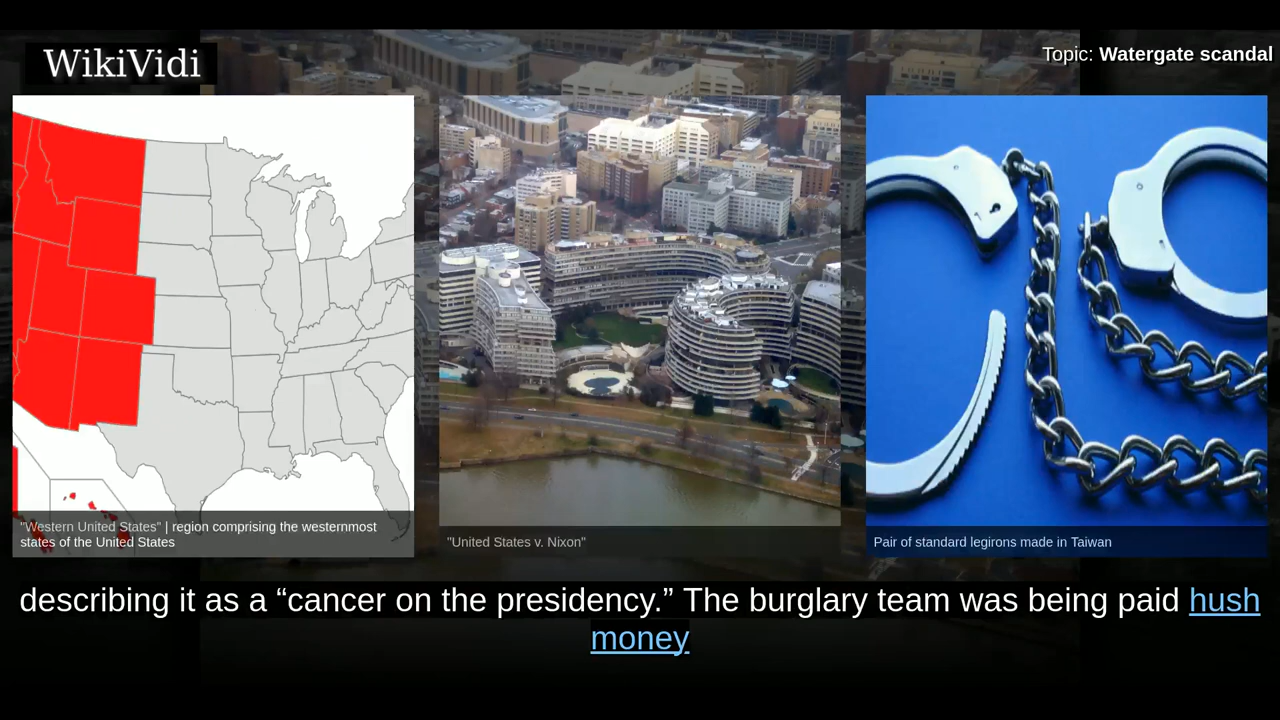 WikiVidi
Topic: Watergate scandal
"Western United States" | region comprising the westernmost
states of the United States
"United States v. Nixon"
Pair of standard legirons made in Taiwan
describing it as a “cancer on the presidency.” The burglary team was being paid hush
money